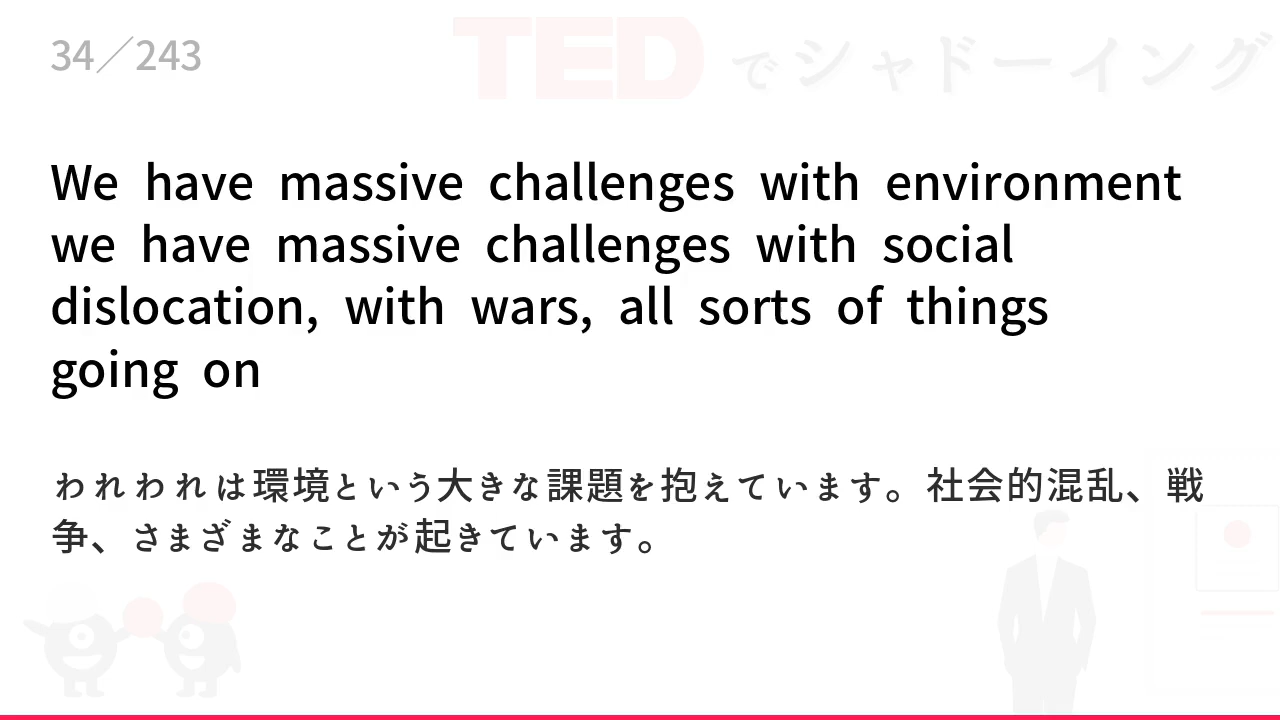 34／243
TEDでシャドーイング
We have massive challenges with environment
we have massive challenges with social
dislocation, with wars, all sorts of things
going on
われわれは環境という大きな課題を抱えています。社会的混乱、戦
争、さまざまなことが起きています。